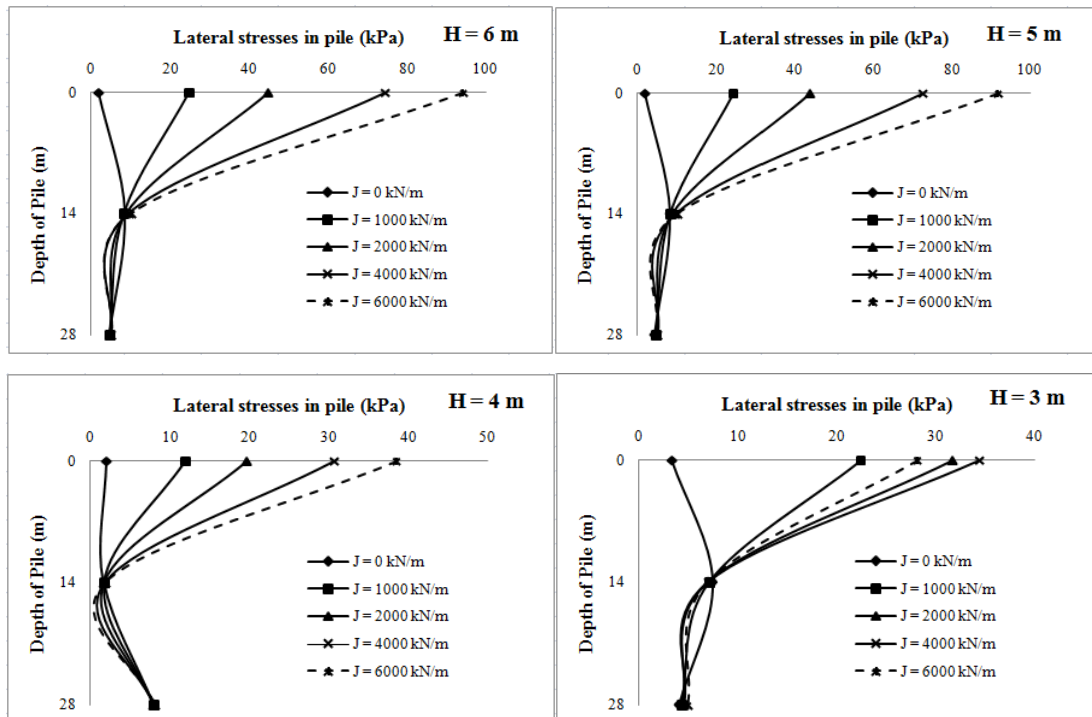 Lateral stresses in pile (kPa)
H = 6 m
0 20 40 60 80 100
0
14
28
Depth of Pile (m)
J = 0 kN/m
J = 1000 kN/m
J = 2000 kN/m
J = 4000 kN/m
J = 6000 kN/m
Lateral stresses in pile (kPa)
H = 5 m
0 20 40 60 80 100
0
14
28
Depth of Pile (m)
J = 0 kN/m
J = 1000 kN/m
J = 2000 kN/m
J = 4000 kN/m
J = 6000 kN/m
Lateral stresses in pile (kPa)
H = 4 m
0 10 20 30 40 50
0
14
28
Depth of Pile (m)
J = 0 kN/m
J = 1000 kN/m
J = 2000 kN/m
J = 4000 kN/m
J = 6000 kN/m
Lateral stresses in pile (kPa)
H = 3 m
0 10 20 30 40
0
14
28
Depth of Pile (m)
J = 0 kN/m
J = 1000 kN/m
J = 2000 kN/m
J = 4000 kN/m
J = 6000 kN/m